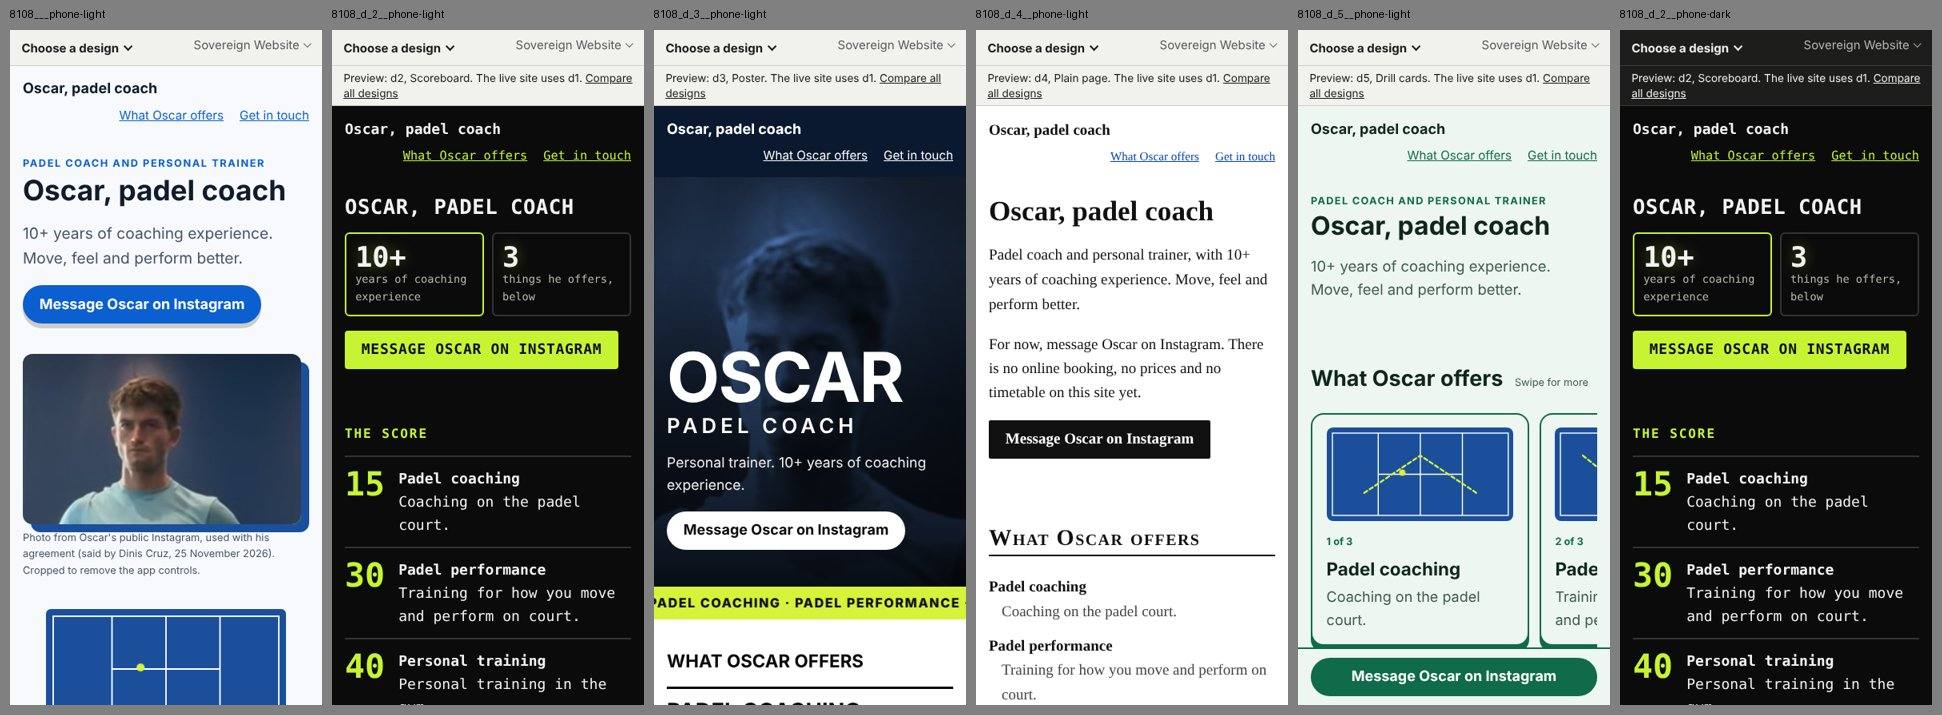 8108___phone-light
Choose a design
Sovereign Website
Oscar, padel coach
What Oscar offers
Get in touch
PADEL COACH AND PERSONAL TRAINER
Oscar, padel coach
10+ years of coaching experience.
Move, feel and perform better.
Message Oscar on Instagram
Photo from Oscar's public Instagram, used with his
agreement (said by Dinis Cruz, 25 November 2026).
Cropped to remove the app controls.
8108_d_2__phone-light
Choose a design
Sovereign Website
Preview: d2, Scoreboard. The live site uses d1. Compare
all designs
Oscar, padel coach
What Oscar offers
Get in touch
OSCAR, PADEL COACH
10+
years of coaching
experience
3
things he offers,
below
MESSAGE OSCAR ON INSTAGRAM
THE SCORE
15
Padel coaching
Coaching on the padel
court.
30
Padel performance
Training for how you move
and perform on court.
40
Personal training
Personal training in the
8108_d_3__phone-light
Choose a design
Sovereign Website
Preview: d3, Poster. The live site uses d1. Compare all
designs
Oscar, padel coach
What Oscar offers
Get in touch
OSCAR
PADEL COACH
Personal trainer. 10+ years of coaching
experience.
Message Oscar on Instagram
PADEL COACHING · PADEL PERFORMANCE
WHAT OSCAR OFFERS
PADEL COACHING
8108_d_4__phone-light
Choose a design
Sovereign Website
Preview: d4, Plain page. The live site uses d1. Compare
all designs
Oscar, padel coach
What Oscar offers
Get in touch
Oscar, padel coach
Padel coach and personal trainer, with 10+
years of coaching experience. Move, feel and
perform better.
For now, message Oscar on Instagram. There
is no online booking, no prices and no
timetable on this site yet.
Message Oscar on Instagram
What Oscar offers
Padel coaching
Coaching on the padel court.
Padel performance
Training for how you move and perform on
court.
8108_d_5__phone-light
Choose a design
Sovereign Website
Preview: d5, Drill cards. The live site uses d1. Compare
all designs
Oscar, padel coach
What Oscar offers
Get in touch
PADEL COACH AND PERSONAL TRAINER
Oscar, padel coach
10+ years of coaching experience.
Move, feel and perform better.
What Oscar offers
Swipe for more
1 of 3
Padel coaching
Coaching on the padel
court.
2 of 3
Pade
Trainin
and pe
Message Oscar on Instagram
8108_d_2__phone-dark
Choose a design
Sovereign Website
Preview: d2, Scoreboard. The live site uses d1. Compare
all designs
Oscar, padel coach
What Oscar offers
Get in touch
OSCAR, PADEL COACH
10+
years of coaching
experience
3
things he offers,
below
MESSAGE OSCAR ON INSTAGRAM
THE SCORE
15
Padel coaching
Coaching on the padel
court.
30
Padel performance
Training for how you move
and perform on court.
40
Personal training
Personal training in the